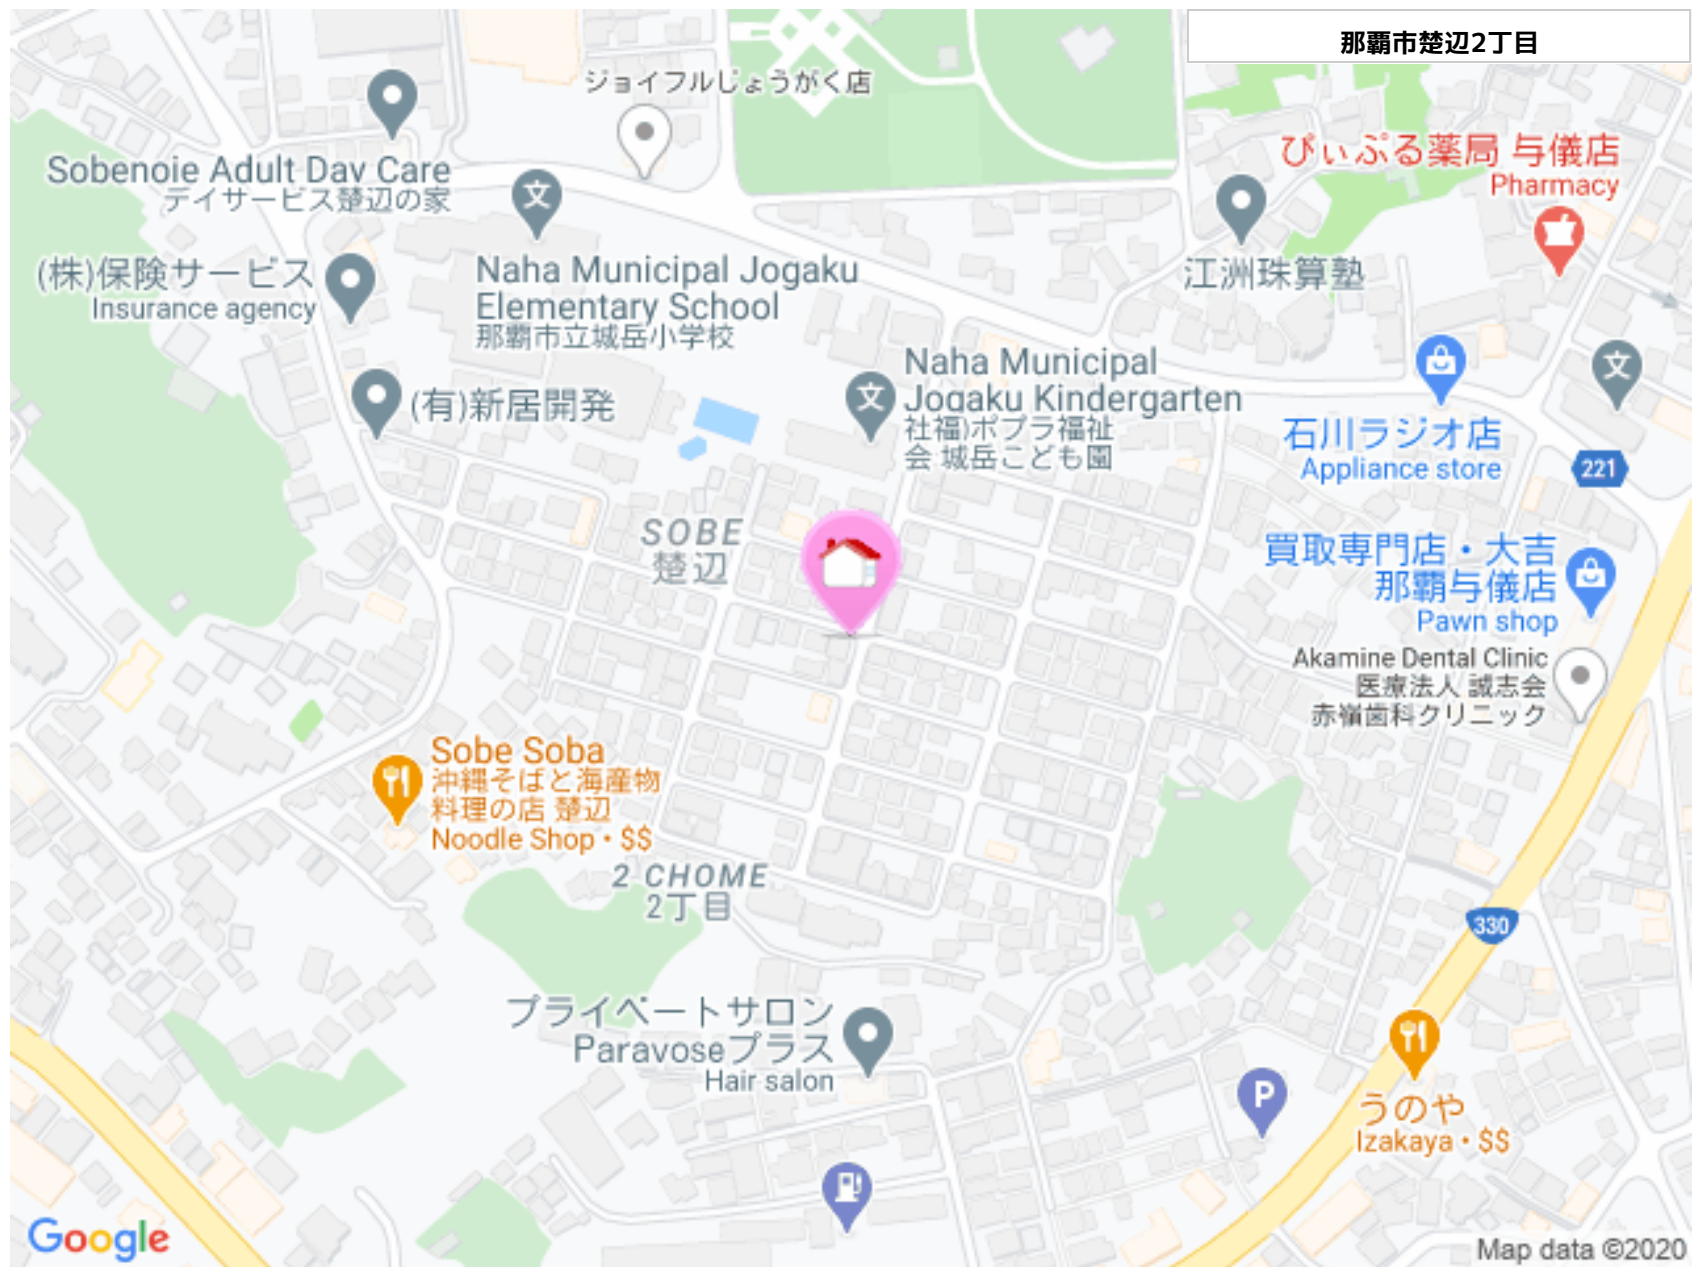 那覇市楚辺2丁目
ジョイフルじょうがく店
ぴぃぷる薬局 与儀店
Pharmacy
Sobenoie Adult Day Care
デイサービス楚辺の家
文
(株)保険サービス
Insurance agency
Naha Municipal Jogaku
Elementary School
那覇市立城岳小学校
江洲珠算塾
(有)新居開発
文
Naha Municipal
Jogaku Kindergarten
社福)ポプラ福祉
会 城岳こども園
文
石川ラジオ店
Appliance store
221
SOBE
楚辺
買取専門店・大吉
那覇与儀店
Pawn shop
Akamine Dental Clinic
医療法人 誠志会
赤嶺歯科クリニック
Sobe Soba
沖縄そばと海産物
料理の店 楚辺
Noodle Shop・$$
2 CHOME
2丁目
330
プライベートサロン
Paravoseプラス
Hair salon
P
うのや
Izakaya・$$
Google
Map data ©2020